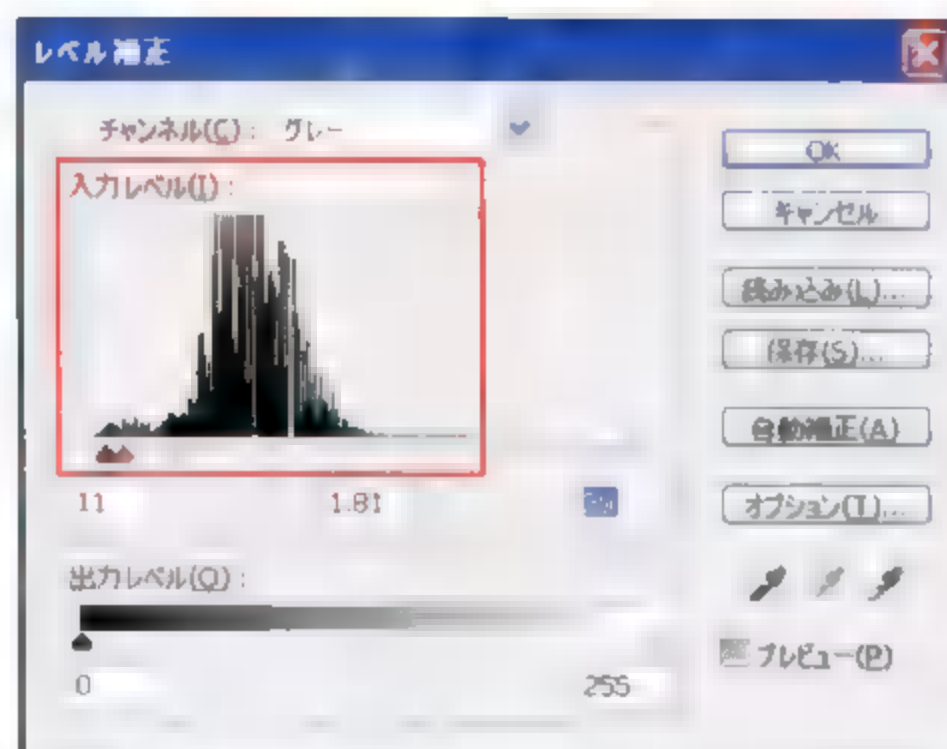 レベル補正
チャンネル(C): グレー
入力レベル(I):
11 1.81
出力レベル(O):
0 255
OK
キャンセル
読み込み(L)...
保存(S)...
自動補正(A)
オプション(T)...
プレビュー(P)